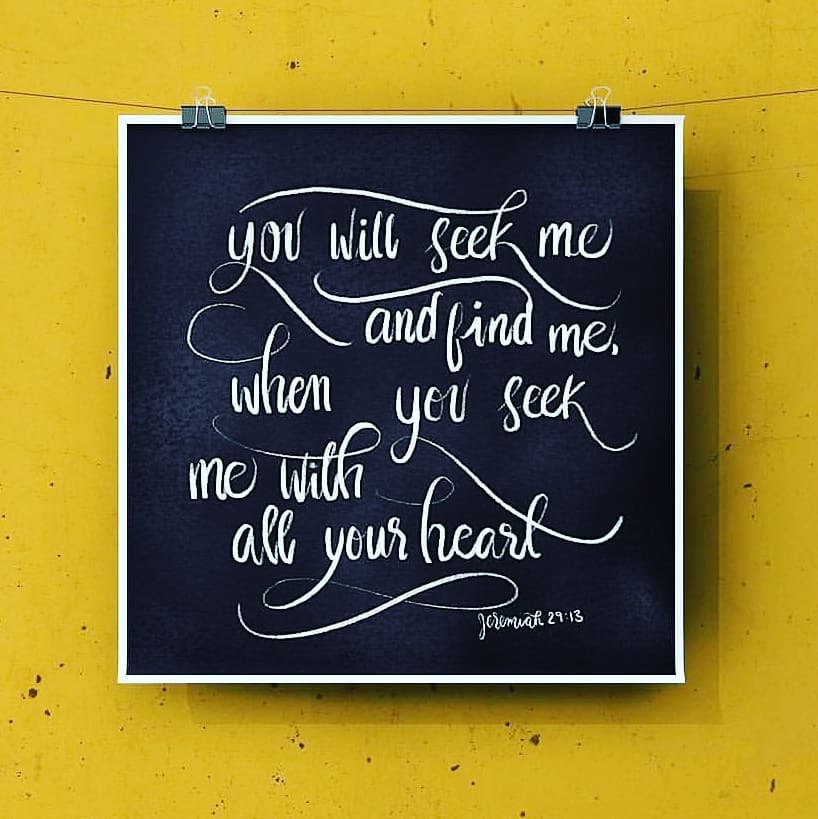 you will seek me
and find me,
when you seek
me with
all your heart
Jeremiah 29:13